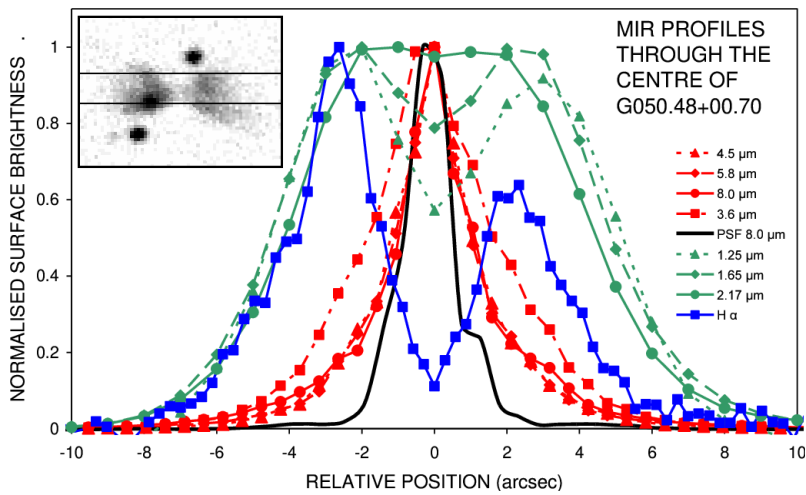 MIR PROFILES
THROUGH THE
CENTRE OF
G050.48+00.70
NORMALISED SURFACE BRIGHTNESS .
1
0.8
0.6
0.4
0.2
0
4.5 µm
5.8 µm
8.0 µm
3.6 µm
PSF 8.0 µm
1.25 µm
1.65 µm
2.17 µm
H α
-10 -8 -6 -4 -2 0 2 4 6 8 10
RELATIVE POSITION (arcsec)